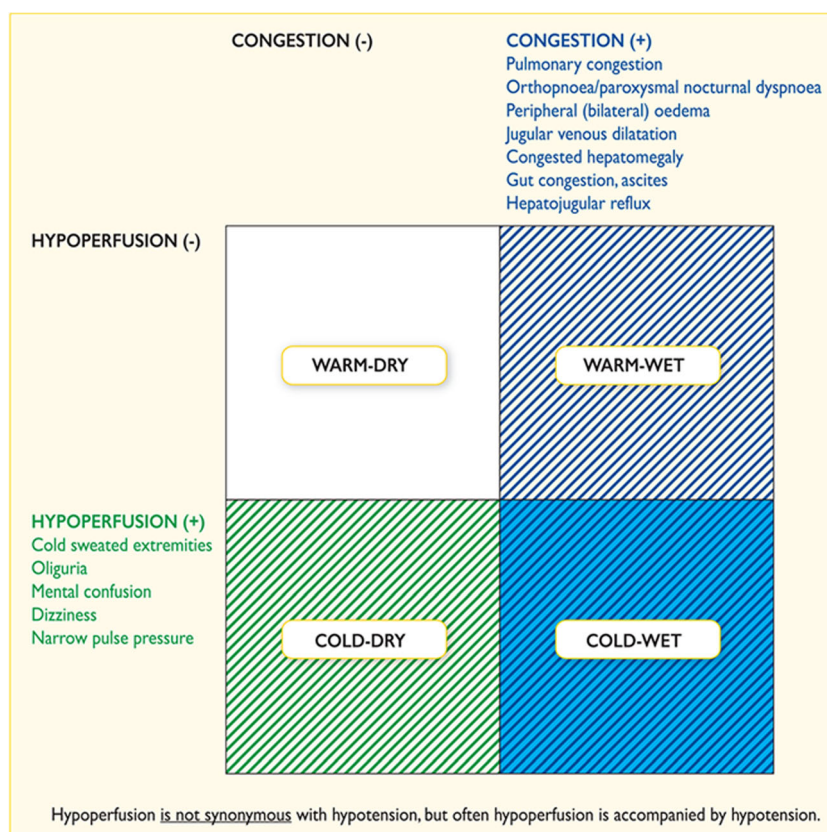 CONGESTION (-)
CONGESTION (+)
Pulmonary congestion
Orthopnoea/paroxysmal nocturnal dyspnoea
Peripheral (bilateral) oedema
Jugular venous dilatation
Congested hepatomegaly
Gut congestion, ascites
Hepatojugular reflux
HYPOPERFUSION (-)
WARM-DRY
WARM-WET
HYPOPERFUSION (+)
Cold sweated extremities
Oliguria
Mental confusion
Dizziness
Narrow pulse pressure
COLD-DRY
COLD-WET
Hypoperfusion is not synonymous with hypotension, but often hypoperfusion is accompanied by hypotension.